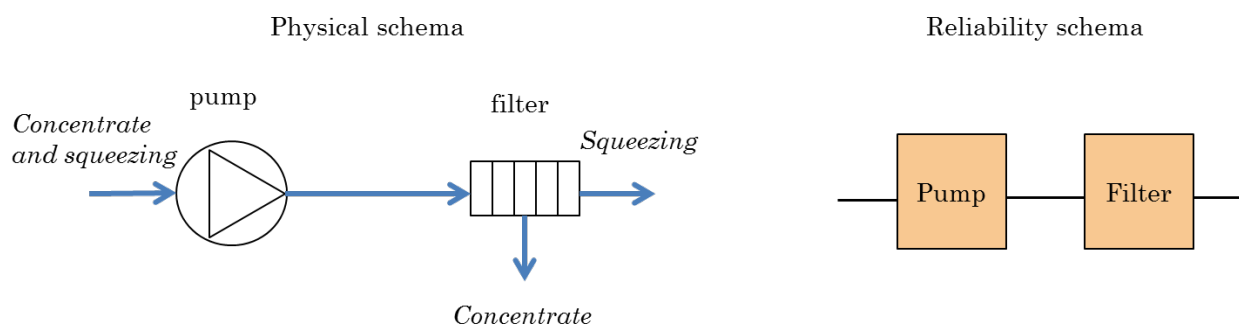 Physical schema
Reliability schema
pump
filter
Concentrate
and squeezing
Squeezing
Concentrate
Pump
Filter